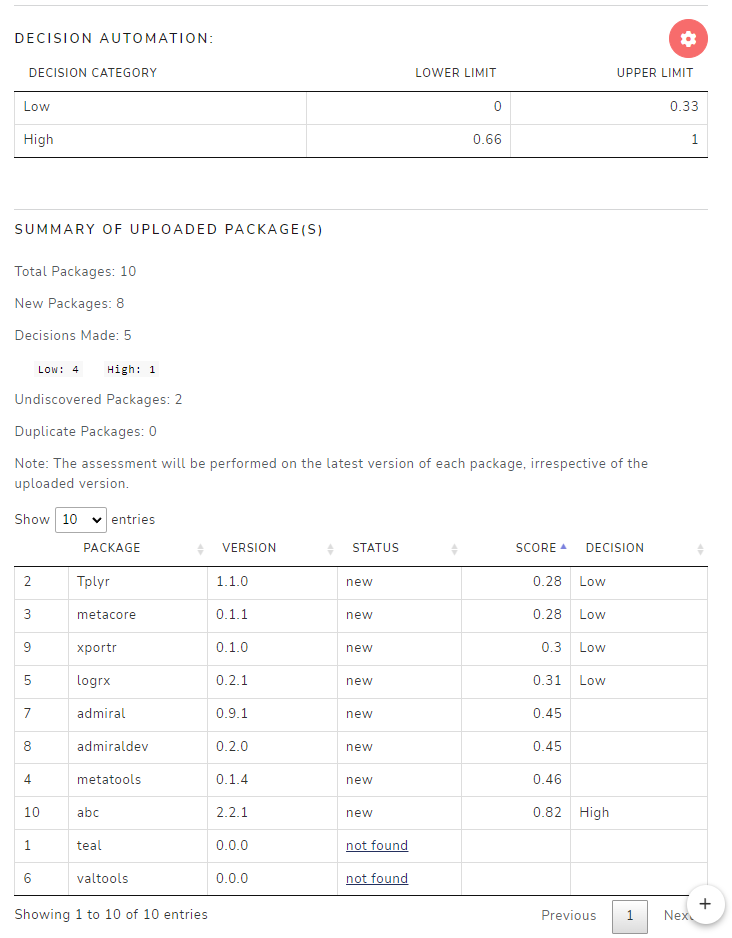 DECISION AUTOMATION:
DECISION CATEGORY LOWER LIMIT UPPER LIMIT
Low 0 0.33
High 0.66 1
SUMMARY OF UPLOADED PACKAGE(S)
Total Packages: 10
New Packages: 8
Decisions Made: 5
Low: 4 High: 1
Undiscovered Packages: 2
Duplicate Packages: 0
Note: The assessment will be performed on the latest version of each package, irrespective of the
uploaded version.
Show 10 entries
PACKAGE VERSION STATUS SCORE DECISION
2 Tplyr 1.1.0 new 0.28 Low
3 metacore 0.1.1 new 0.28 Low
9 xportr 0.1.0 new 0.3 Low
5 logrx 0.2.1 new 0.31 Low
7 admiral 0.9.1 new 0.45
8 admiraldev 0.2.0 new 0.45
4 metatools 0.1.4 new 0.46
10 abc 2.2.1 new 0.82 High
1 teal 0.0.0 not found
6 valtools 0.0.0 not found
Showing 1 to 10 of 10 entries Previous 1 Nex +